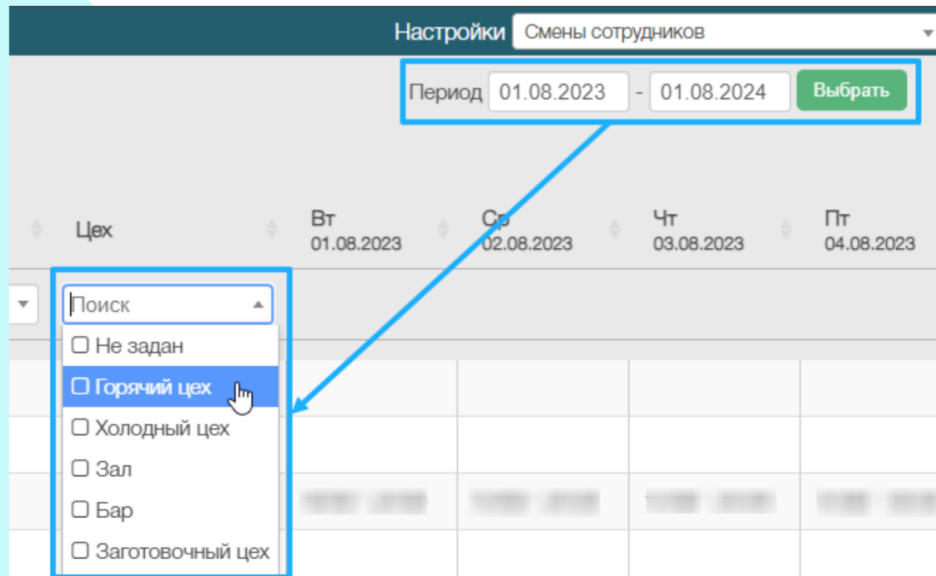 Настройки Смены сотрудников
Период 01.08.2023 - 01.08.2024 Выбрать
Цех Вт Ср Чт Пт
01.08.2023 02.08.2023 03.08.2023 04.08.2023
Поиск
Не задан
Горячий цех
Холодный цех
Зал
Бар
Заготовочный цех